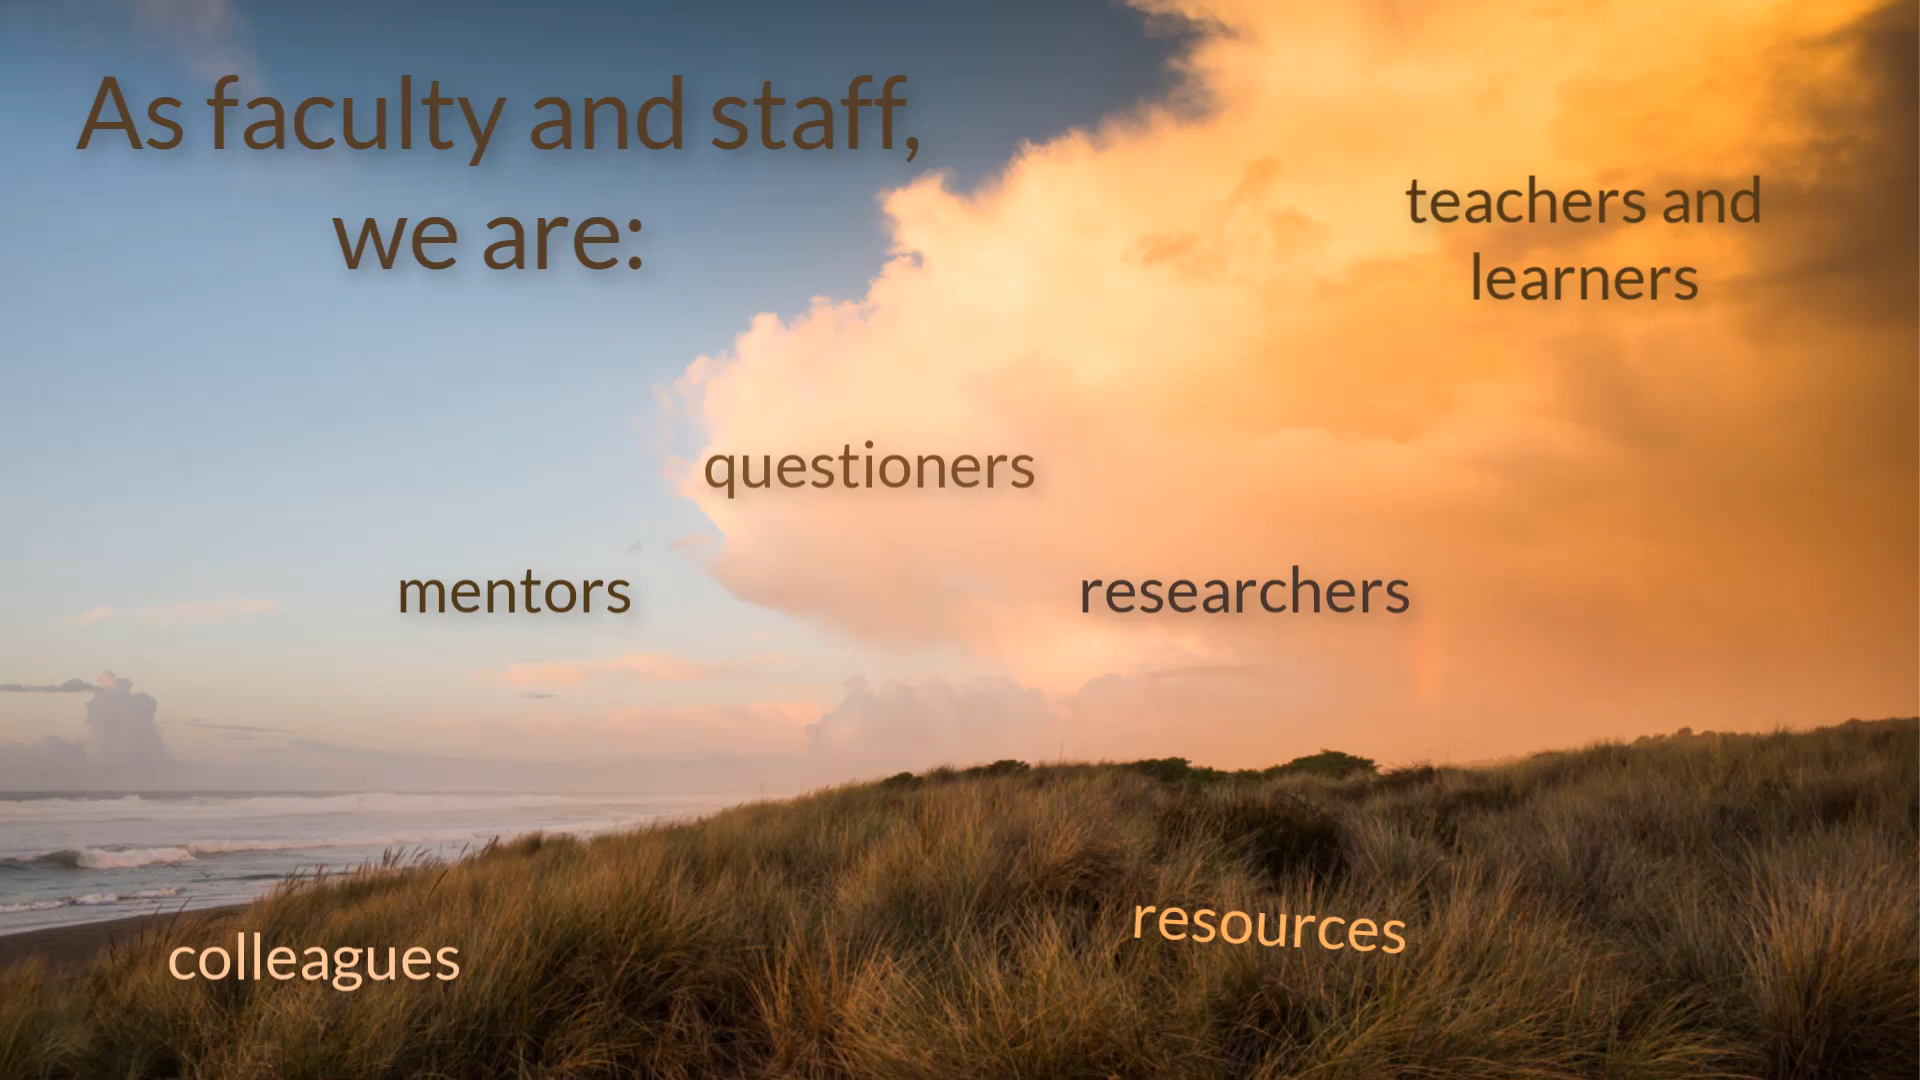 As faculty and staff,
we are:
teachers and
learners
questioners
mentors
researchers
resources
colleagues